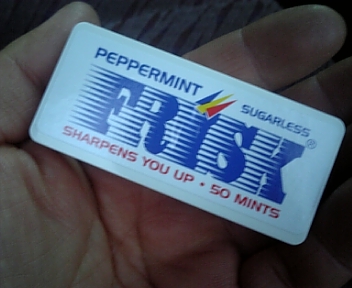 PEPPERMINT SUGARLESS
FRISK®
SHARPENS YOU UP • 50 MINTS